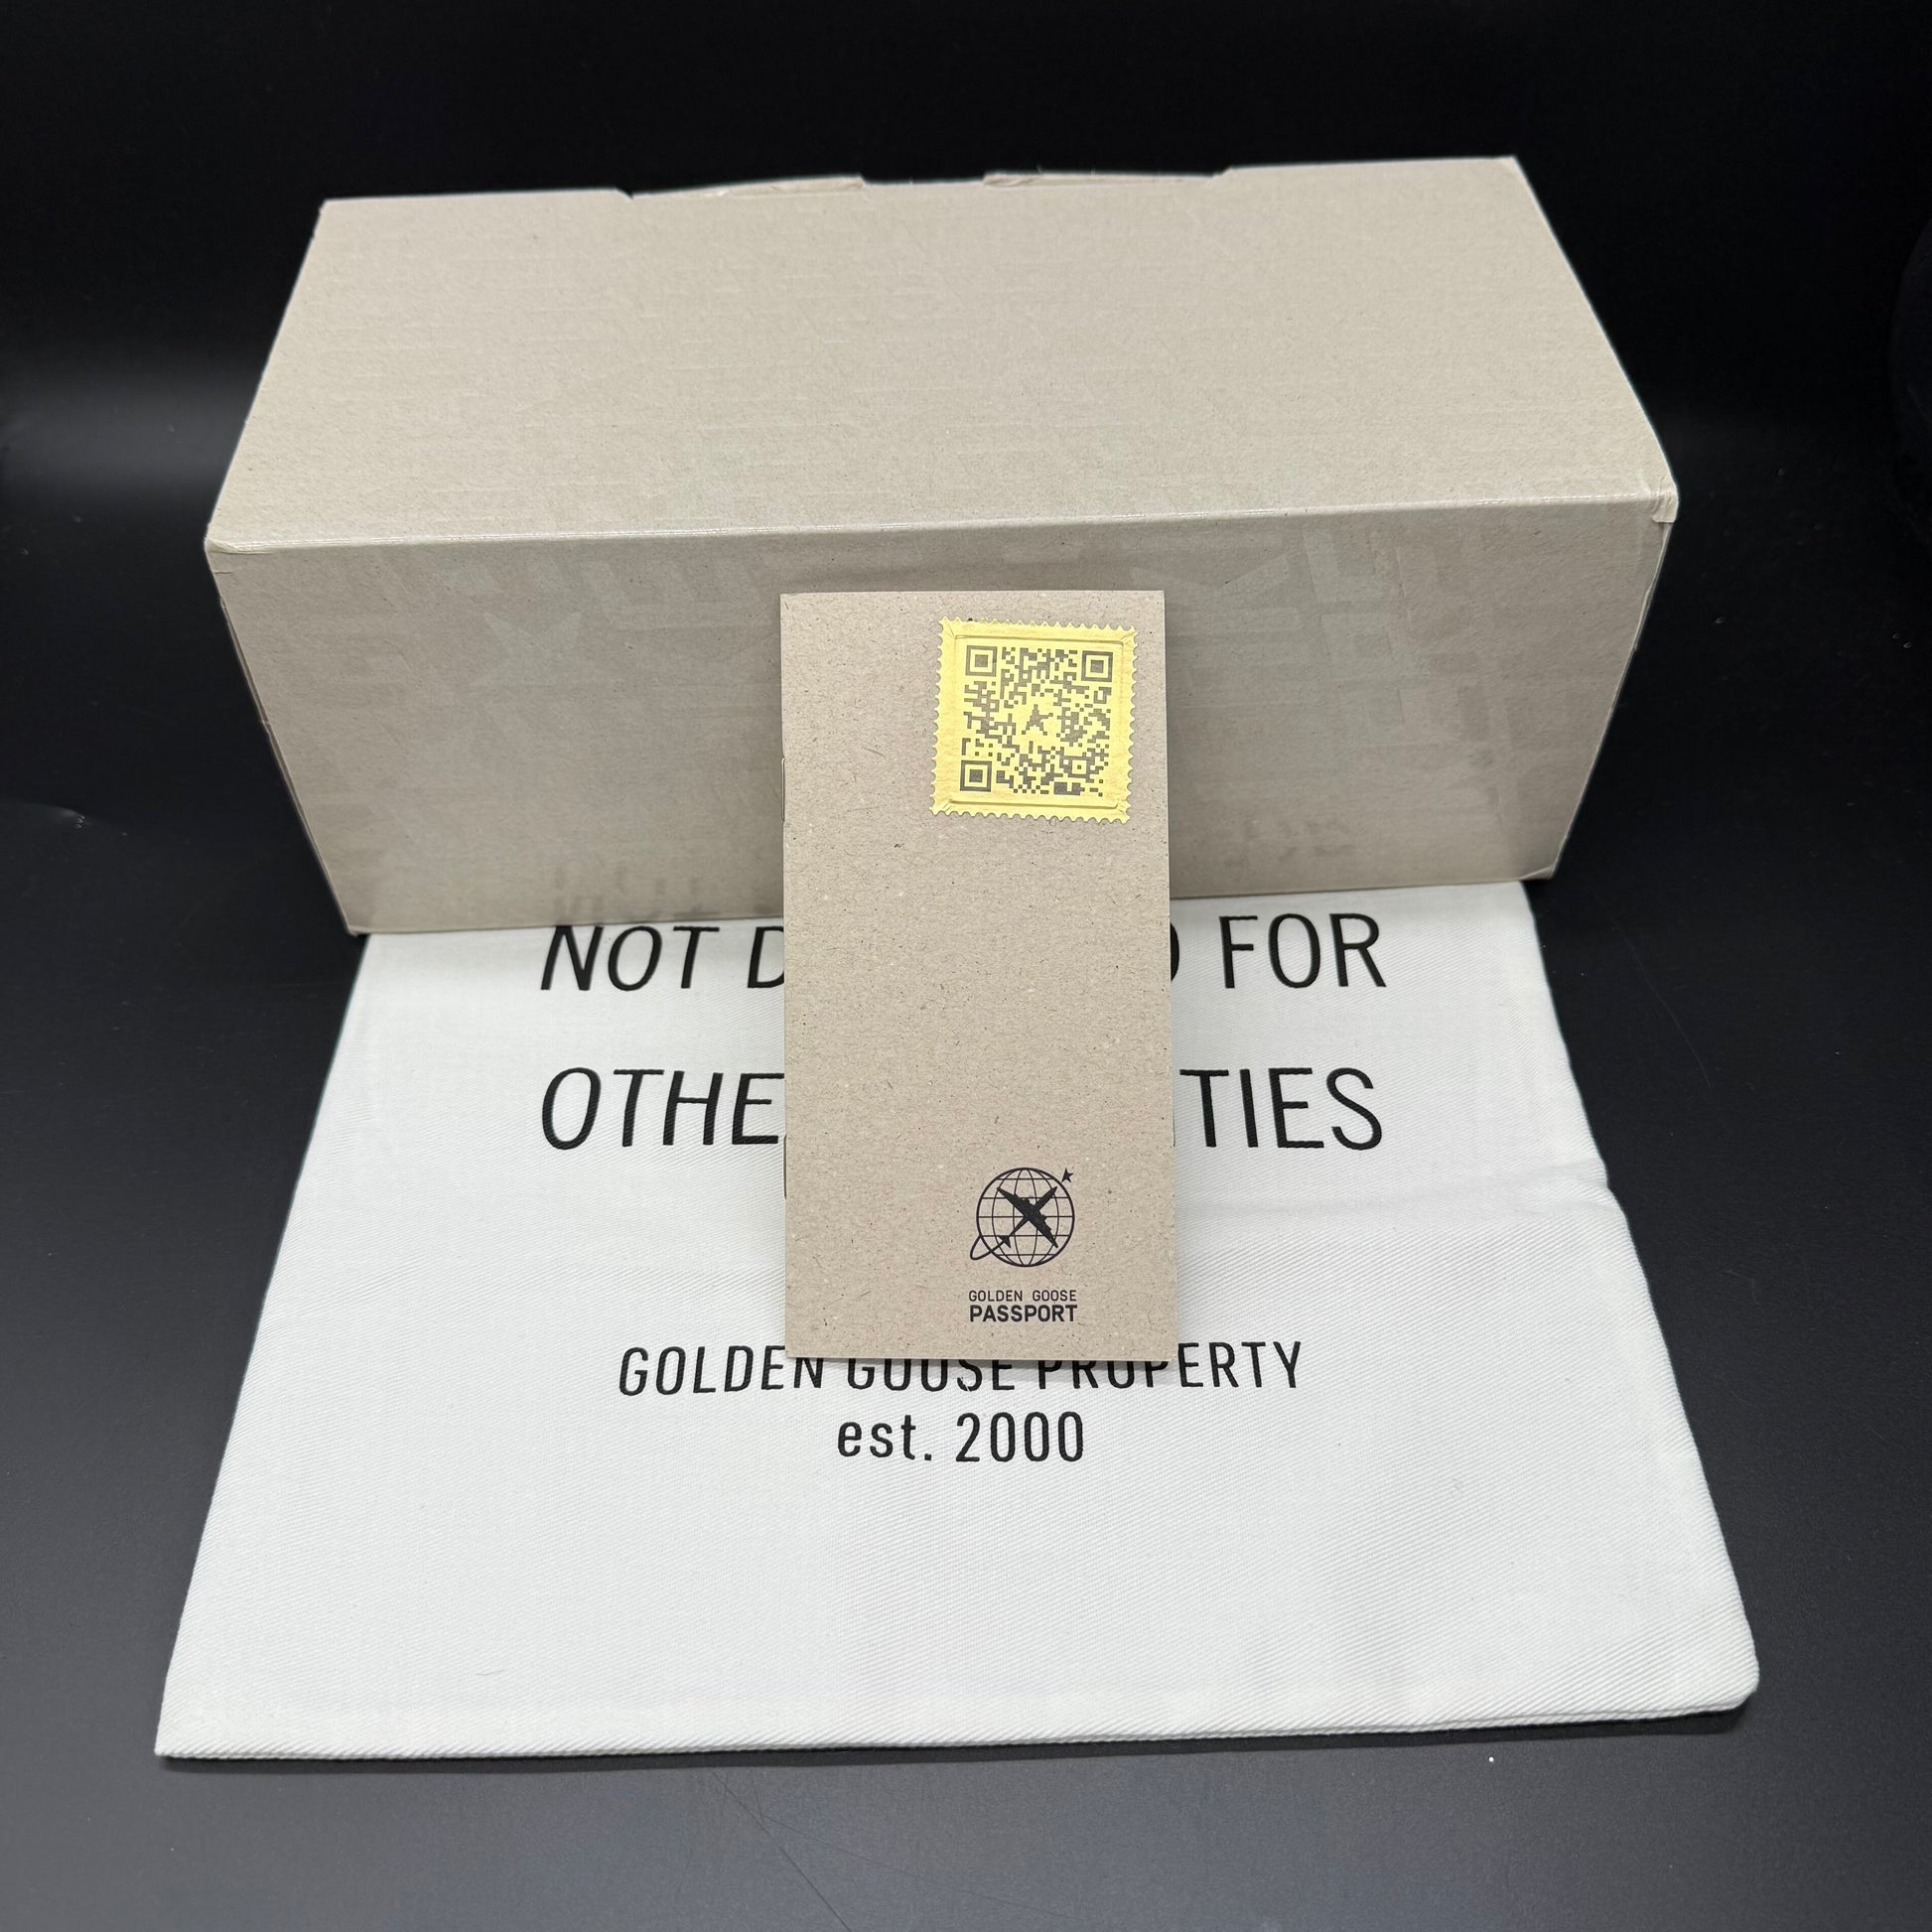 NOT D FOR
OTHE TIES
GOLDEN GOOSE
PASSPORT
GOLDEN GOOSE PROPERTY
est. 2000